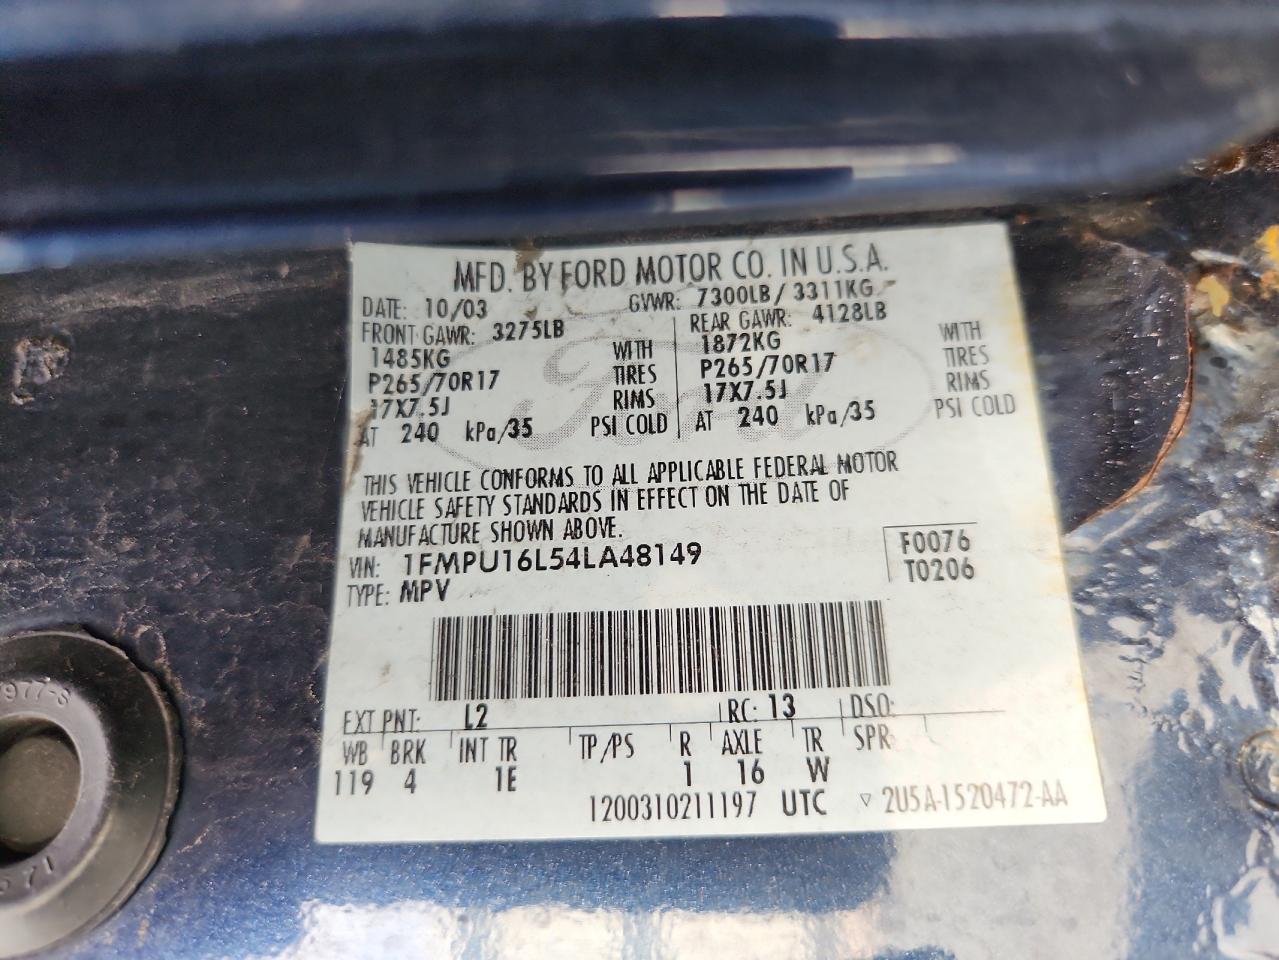 MFD. BY FORD MOTOR CO. IN U.S.A.
DATE: 10/03 GVWR: 7300LB / 3311KG
FRONT GAWR: 3275LB REAR GAWR: 4128LB
1485KG WITH 1872KG WITH
P265/70R17 TIRES P265/70R17 TIRES
17X7.5J RIMS 17X7.5J RIMS
AT 240 kPa/35 PSI COLD AT 240 kPa/35 PSI COLD
Ford
THIS VEHICLE CONFORMS TO ALL APPLICABLE FEDERAL MOTOR
VEHICLE SAFETY STANDARDS IN EFFECT ON THE DATE OF
MANUFACTURE SHOWN ABOVE.
VIN: 1FMPU16L54LA48149 F0076
TYPE: MPV T0206
EXT PNT: L2 RC: 13 DSO:
WB BRK INT TR TP/PS R AXLE TR SPR
119 4 1E 1 16 W
1200310211197 UTC ▽ 2U5A-1520472-AA